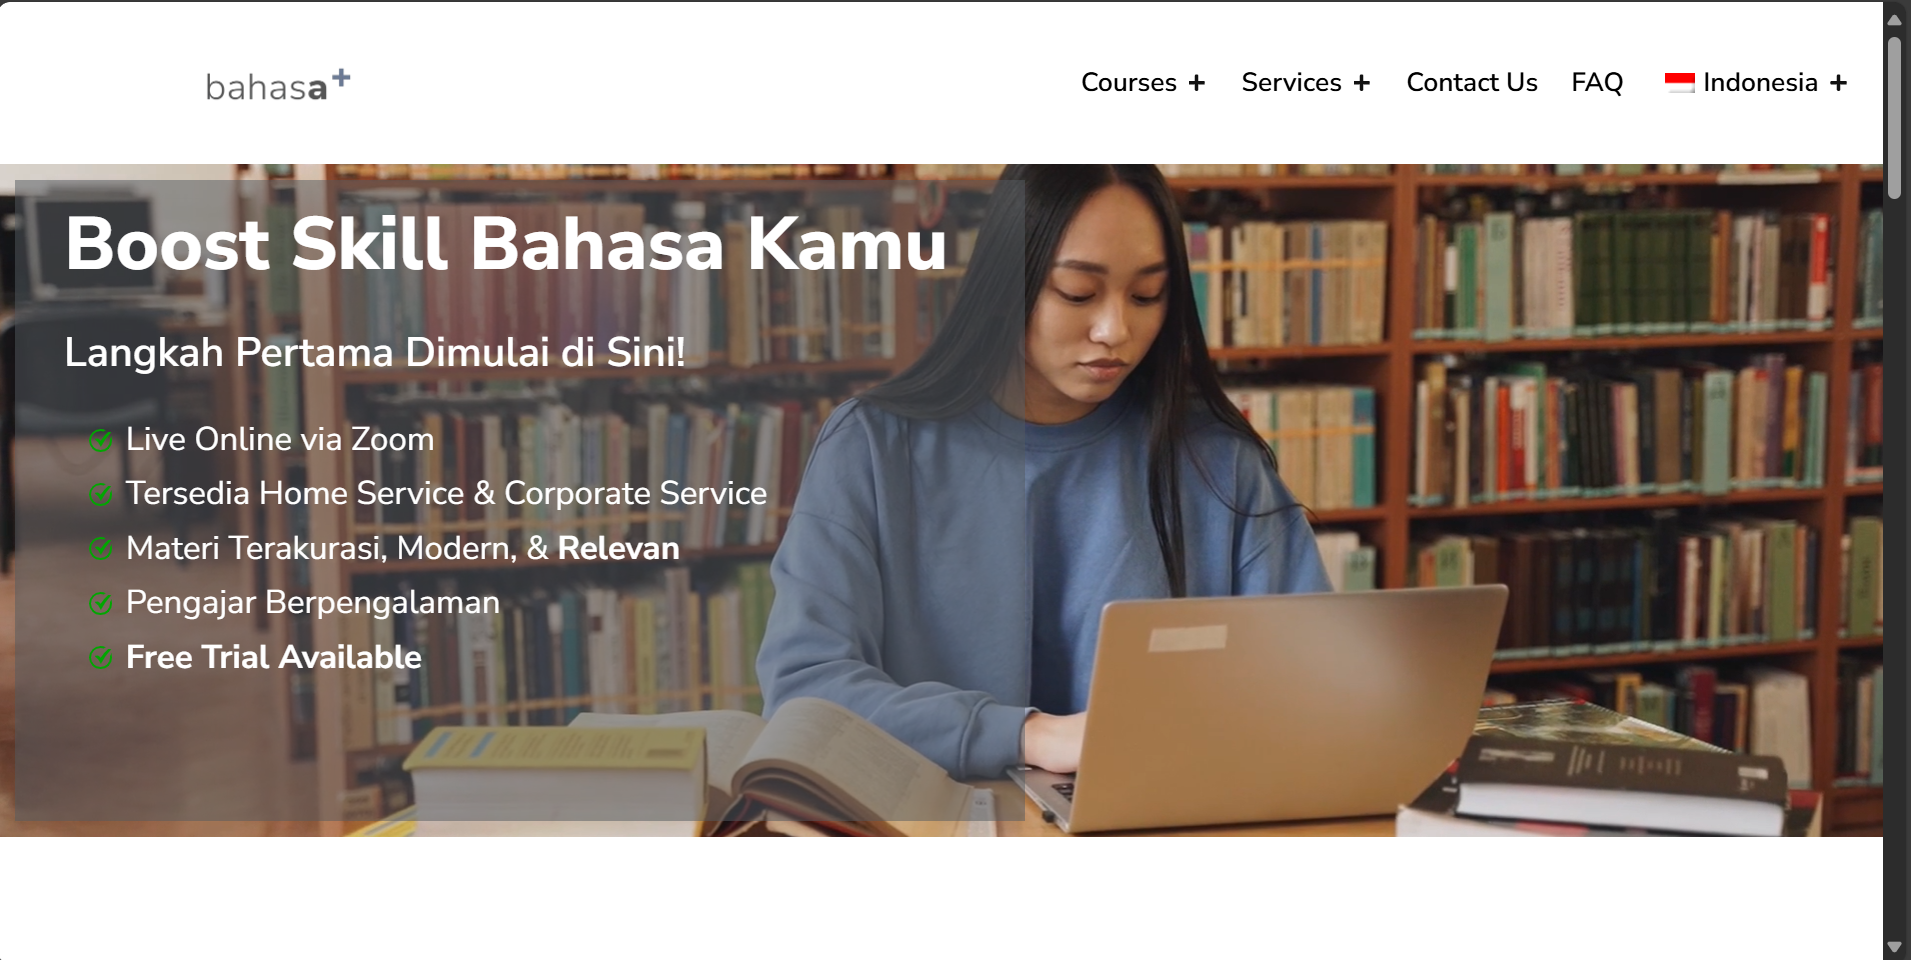 bahasa+
Courses + Services + Contact Us FAQ Indonesia +
Boost Skill Bahasa Kamu
Langkah Pertama Dimulai di Sini!
Live Online via Zoom
Tersedia Home Service & Corporate Service
Materi Terakurasi, Modern, & Relevan
Pengajar Berpengalaman
Free Trial Available